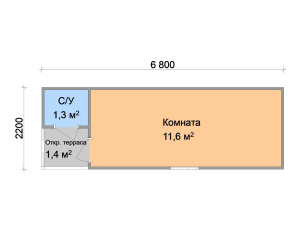 6 800
2200
С/У
1,3 м²
Комната
11,6 м²
Откр. терраса
1,4 м²